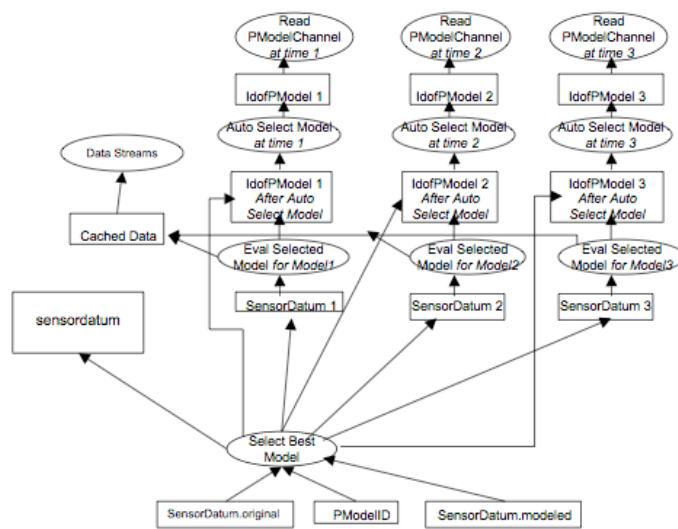 Read
PModelChannel
at time 1
Read
PModelChannel
at time 2
Read
PModelChannel
at time 3
IdofPModel 1
IdofPModel 2
IdofPModel 3
Auto Select Model
at time 1
Auto Select Model
at time 2
Auto Select Model
at time 3
Data Streams
IdofPModel 1
After Auto
Select Model
IdofPModel 2
After Auto
Select Model
IdofPModel 3
After Auto
Select Model
Cached Data
Eval Selected
Model for Model1
Eval Selected
Model for Model2
Eval Selected
Model for Model3
sensordatum
SensorDatum 1
SensorDatum 2
SensorDatum 3
Select Best
Model
SensorDatum.original
PModelID
SensorDatum.modeled